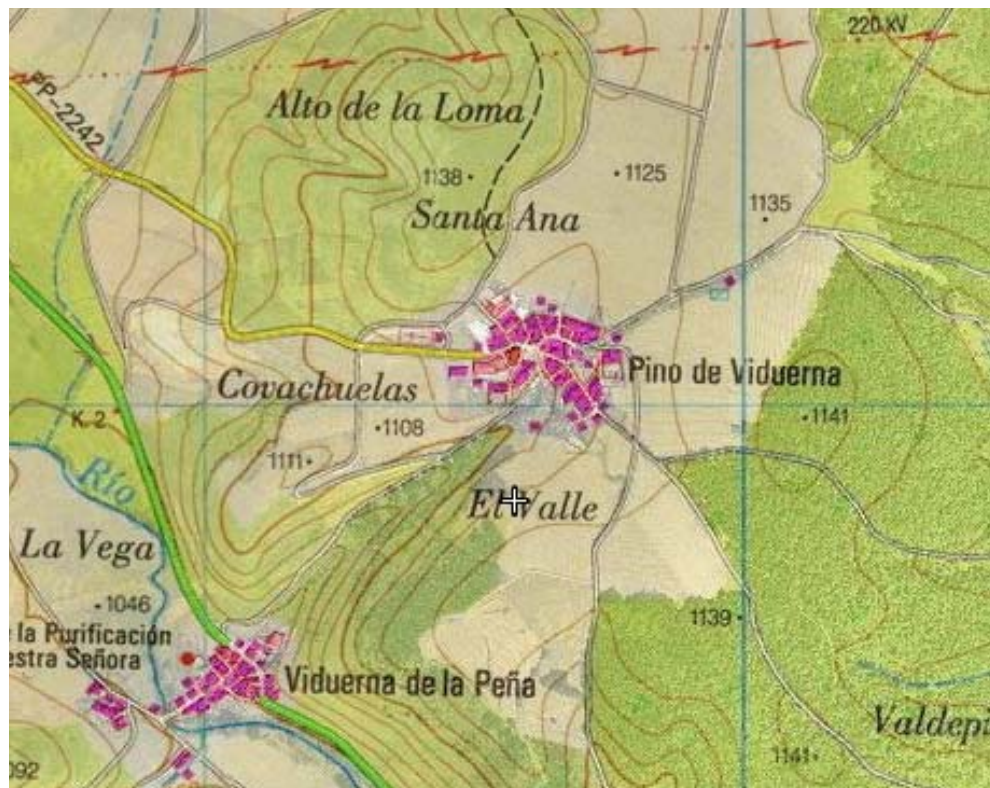 220 KV
PP-2242
Alto de la Loma
1138
1125
Santa Ana
1135
Pino de Viduerna
Covachuelas
1141
K.2
1108
1111
Río
El Valle
La Vega
1046
1139
la Purificación
estra Señora
Viduerna de la Peña
Valdepi
1141
092